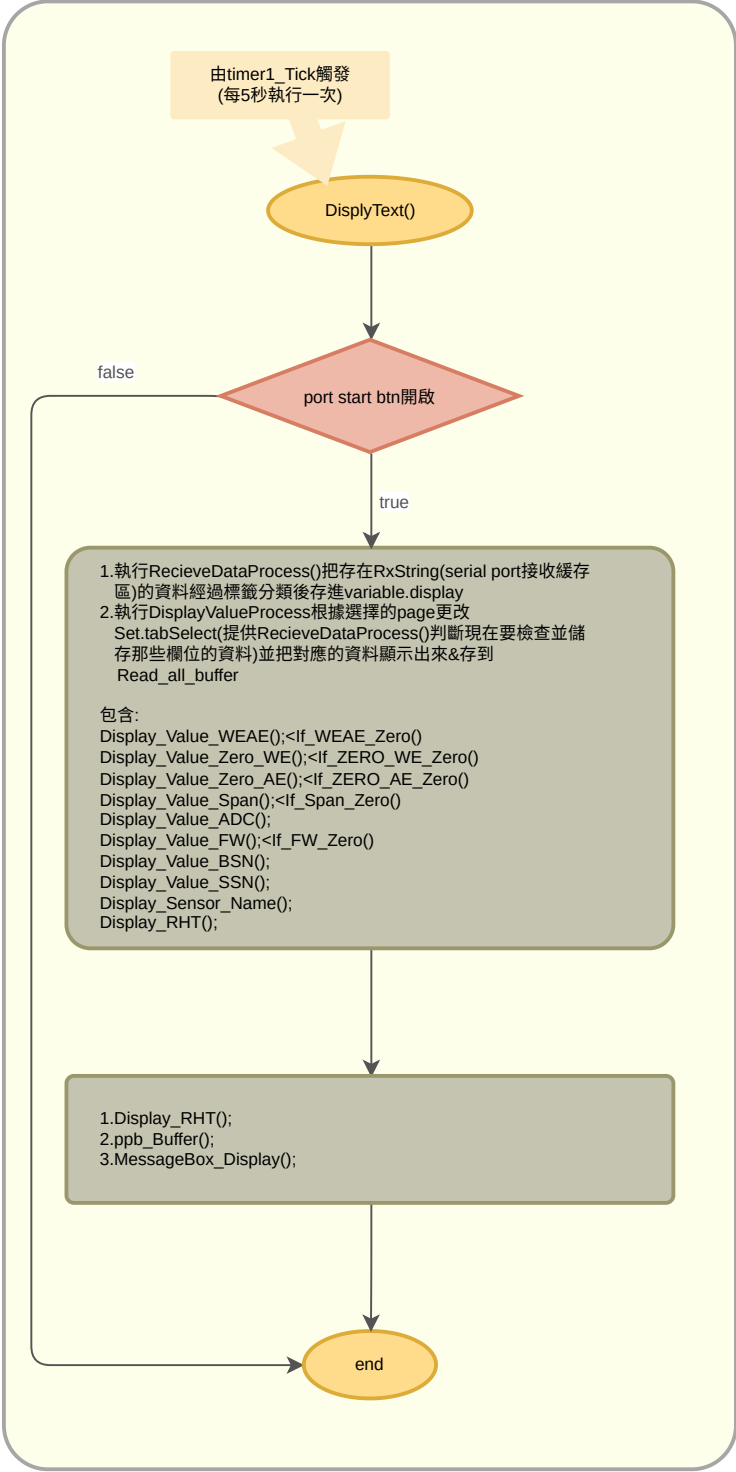 由timer1_Tick觸發
(每5秒執行一次)
DisplyText()
false
port start btn開啟
true
1.執行RecieveDataProcess()把存在RxString(serial port接收緩存
區)的資料經過標籤分類後存進variable.display
2.執行DisplayValueProcess根據選擇的page更改
Set.tabSelect(提供RecieveDataProcess()判斷現在要檢查並儲
存那些欄位的資料)並把對應的資料顯示出來&存到
Read_all_buffer
包含:
Display_Value_WEAE();<If_WEAE_Zero()
Display_Value_Zero_WE();<If_ZERO_WE_Zero()
Display_Value_Zero_AE();<If_ZERO_AE_Zero()
Display_Value_Span();<If_Span_Zero()
Display_Value_ADC();
Display_Value_FW();<If_FW_Zero()
Display_Value_BSN();
Display_Value_SSN();
Display_Sensor_Name();
Display_RHT();
1.Display_RHT();
2.ppb_Buffer();
3.MessageBox_Display();
end